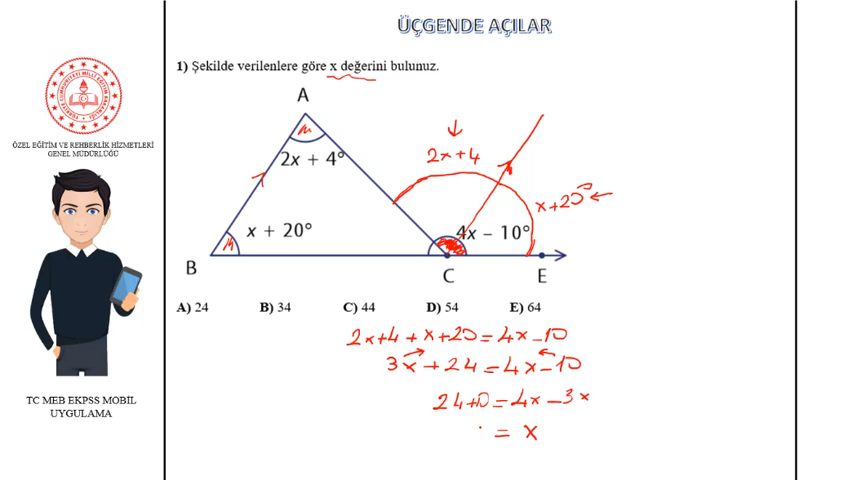 ÜÇGENDE AÇILAR
1) Şekilde verilenlere göre x değerini bulunuz.
ÖZEL EĞİTİM VE REHBERLİK HİZMETLERİ
GENEL MÜDÜRLÜĞÜ
A
2x + 4°
2x+4
x+20°
x + 20°
4x – 10°
B
C
E
A) 24 B) 34 C) 44 D) 54 E) 64
2x+4+x+20=4x-10
3x+24=4x-10
24+10=4x-3x
= x
TC MEB EKPSS MOBİL
UYGULAMA